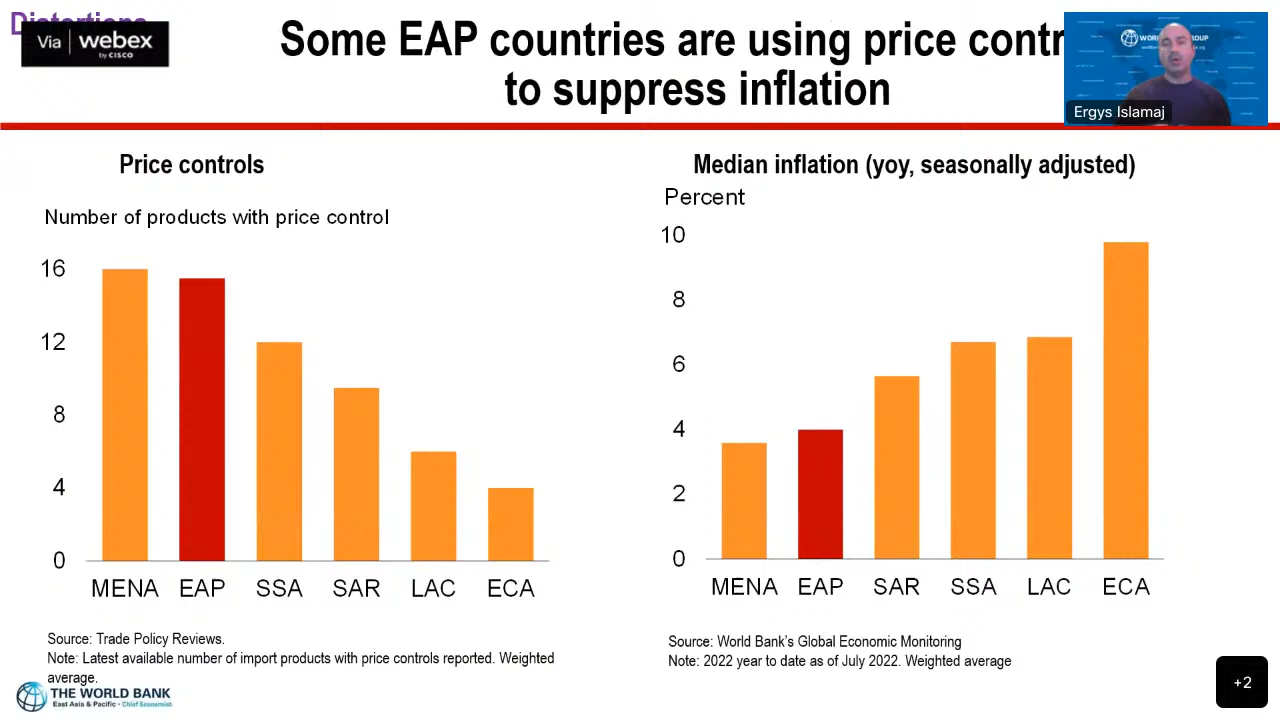 Distortions
Via webex
by CISCO
Some EAP countries are using price contr
to suppress inflation
WORLD BANK GROUP
Ergys Islamaj
Price controls
Number of products with price control
16
12
8
4
0
MENA EAP SSA SAR LAC ECA
Source: Trade Policy Reviews.
Note: Latest available number of import products with price controls reported. Weighted
average.
Median inflation (yoy, seasonally adjusted)
Percent
10
8
6
4
2
0
MENA EAP SAR SSA LAC ECA
Source: World Bank’s Global Economic Monitoring
Note: 2022 year to date as of July 2022. Weighted average
THE WORLD BANK
East Asia & Pacific • Chief Economist
+2